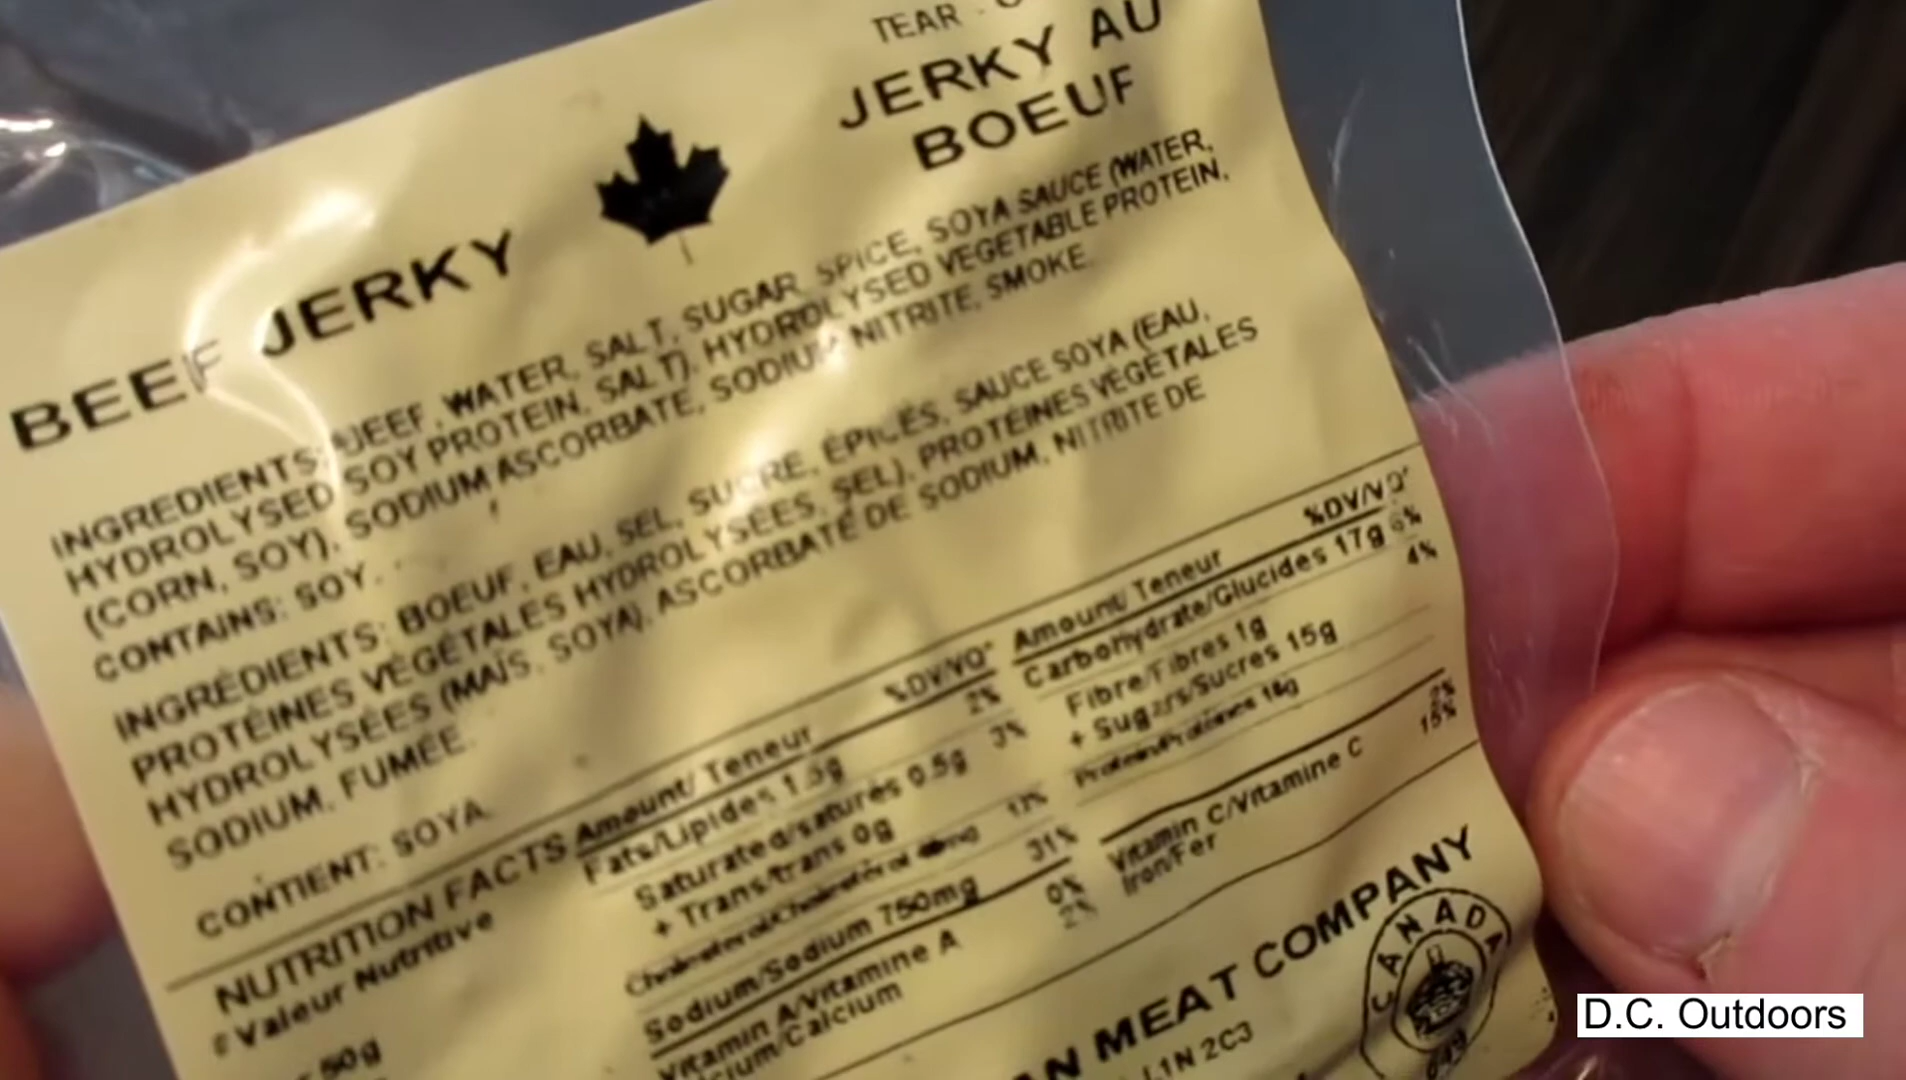 TEAR
JERKY AU
BOEUF
BEEF JERKY
INGREDIENTS: BEEF, WATER, SALT, SUGAR, SPICE, SOYA SAUCE (WATER,
HYDROLYSED SOY PROTEIN, SALT), HYDROLYSED VEGETABLE PROTEIN,
(CORN, SOY), SODIUM ASCORBATE, SODIUM NITRITE, SMOKE.
CONTAINS: SOY.
INGRÉDIENTS: BOEUF, EAU, SEL, SUCRE, ÉPICES, SAUCE SOYA (EAU,
PROTÉINES VÉGÉTALES HYDROLYSÉES, SEL), PROTÉINES VÉGÉTALES
HYDROLYSÉES (MAÏS, SOYA), ASCORBATE DE SODIUM, NITRITE DE
SODIUM, FUMÉE.
CONTIENT: SOYA.
NUTRITION FACTS
Valeur Nutritive
50g
Amount/ Teneur %DV/VQ*
Fats/Lipides 2%
Saturated/saturés 0.5g 3%
+ Trans/trans 0g
Cholesterol/Cholestérol
Sodium/Sodium 750mg 31%
Vitamin A/Vitamine A 0%
Calcium 2%
Amount/ Teneur %DV/VQ*
Carbohydrate/Glucides 17g 6%
Fibre/Fibres 1g 4%
+ Sugars/Sucres 15g
Protein/Protéines
Vitamin C/Vitamine C 2%
Iron/Fer 15%
MEAT COMPANY
L1N 2C3
CANADA
D.C. Outdoors